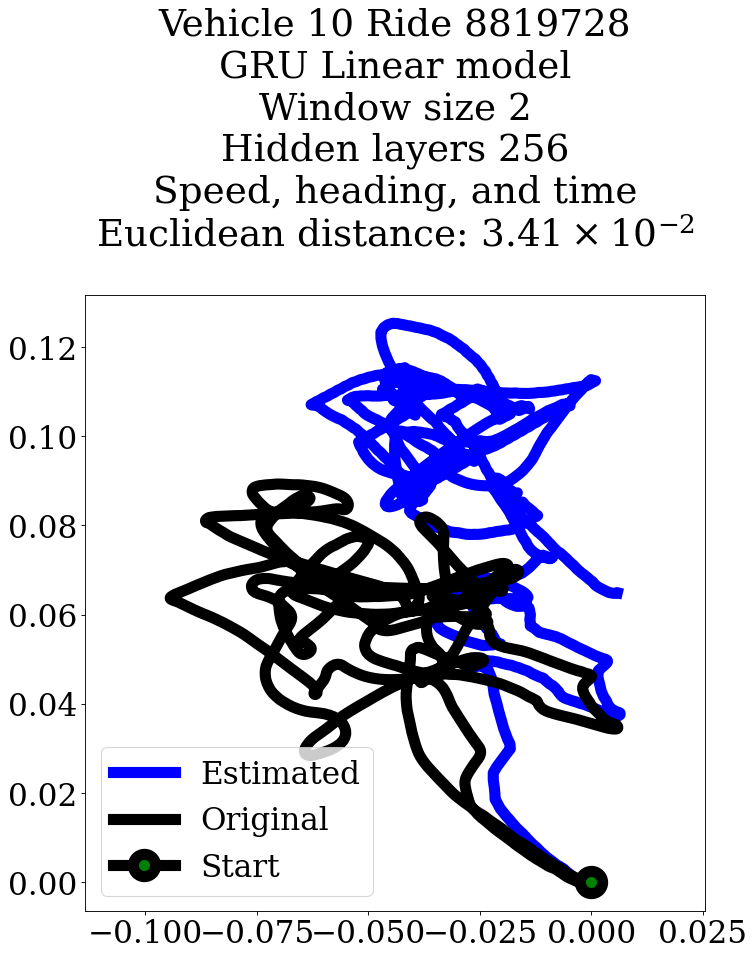 Vehicle 10 Ride 8819728
GRU Linear model
Window size 2
Hidden layers 256
Speed, heading, and time
Euclidean distance: 3.41 × 10⁻²
0.12
0.10
0.08
0.06
0.04
0.02
0.00
Estimated
Original
Start
−0.100 −0.075 −0.050 −0.025 0.000 0.025